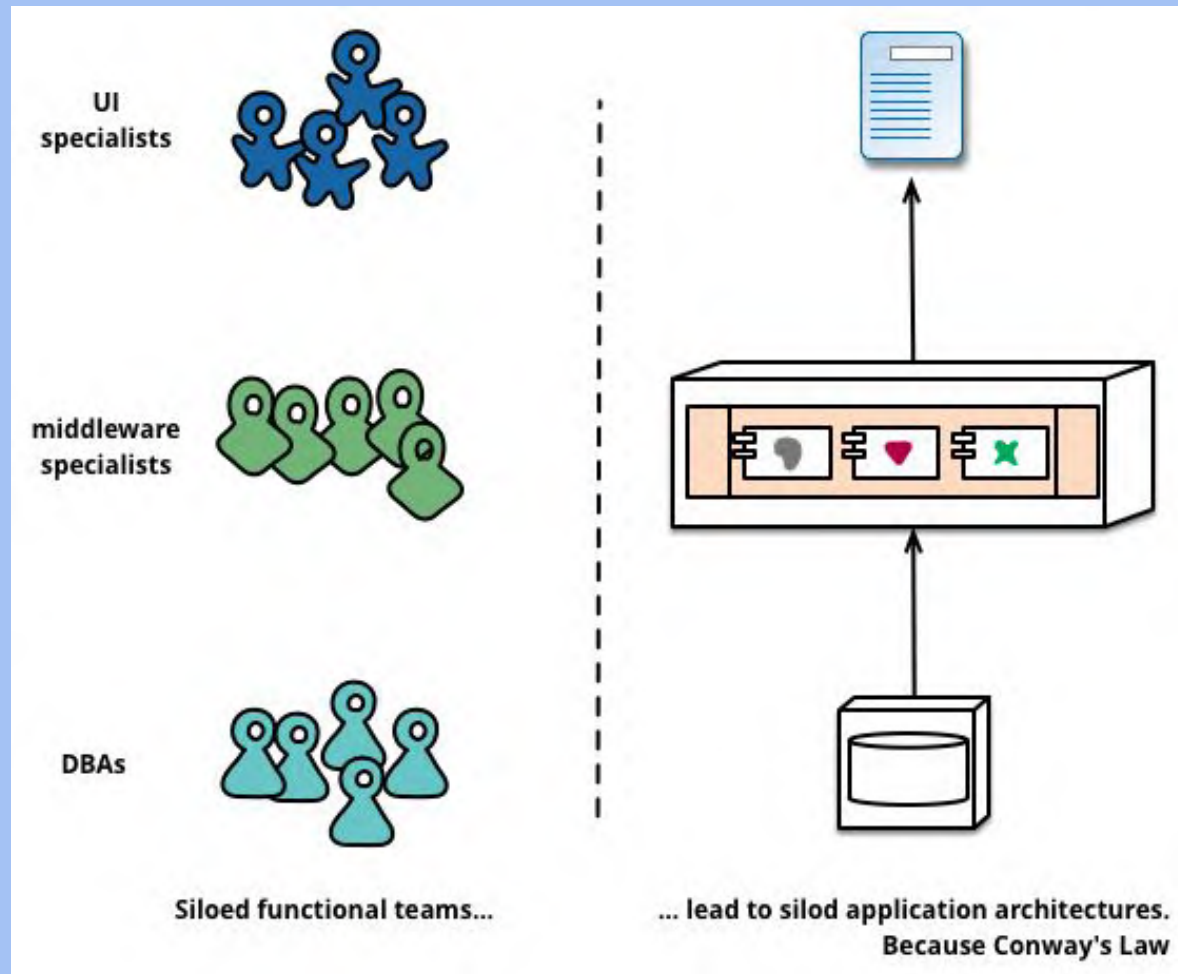 UI
specialists
middleware
specialists
DBAs
Siloed functional teams...
... lead to silod application architectures.
Because Conway's Law